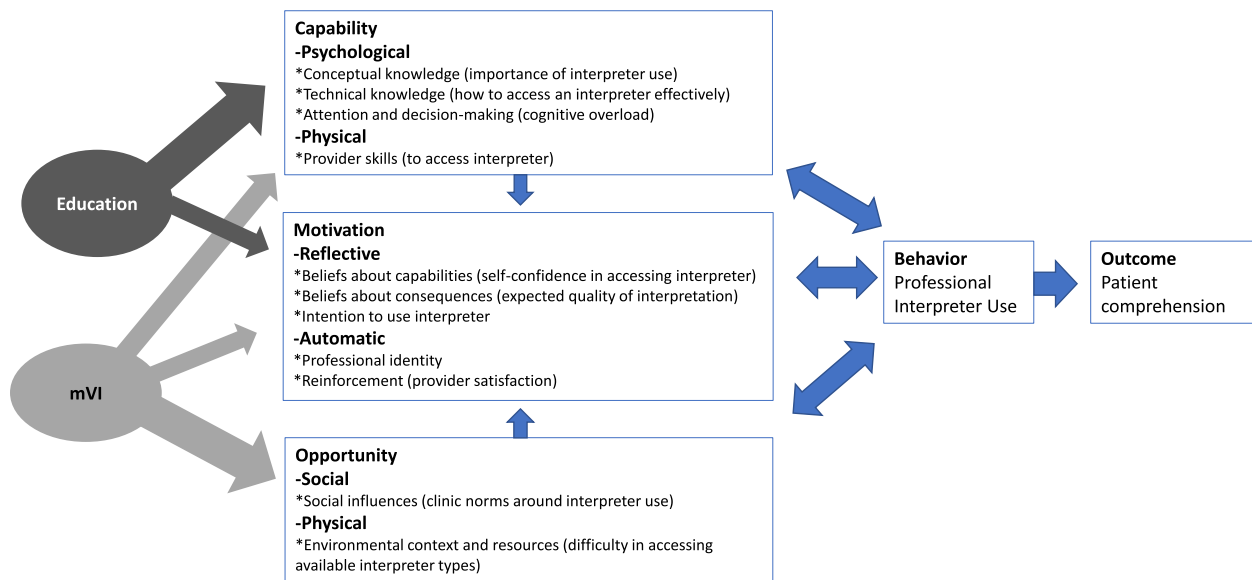 Education
mVI
Capability
-Psychological
*Conceptual knowledge (importance of interpreter use)
*Technical knowledge (how to access an interpreter effectively)
*Attention and decision-making (cognitive overload)
-Physical
*Provider skills (to access interpreter)
Motivation
-Reflective
*Beliefs about capabilities (self-confidence in accessing interpreter)
*Beliefs about consequences (expected quality of interpretation)
*Intention to use interpreter
-Automatic
*Professional identity
*Reinforcement (provider satisfaction)
Opportunity
-Social
*Social influences (clinic norms around interpreter use)
-Physical
*Environmental context and resources (difficulty in accessing
available interpreter types)
Behavior
Professional
Interpreter Use
Outcome
Patient
comprehension